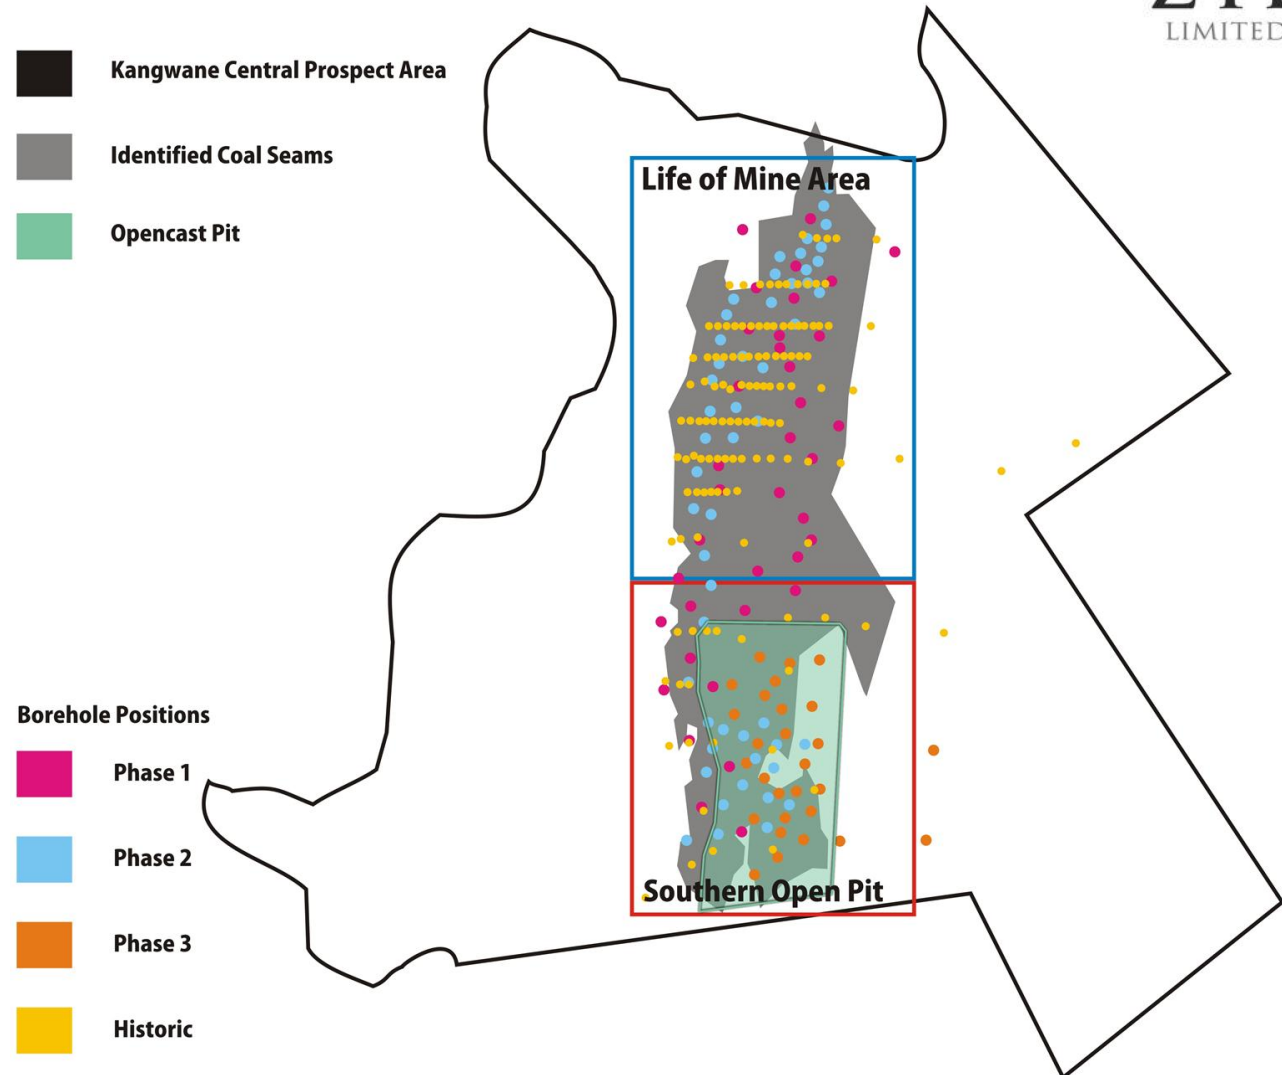 LIMITED
Kangwane Central Prospect Area
Identified Coal Seams
Opencast Pit
Life of Mine Area
Southern Open Pit
Borehole Positions
Phase 1
Phase 2
Phase 3
Historic